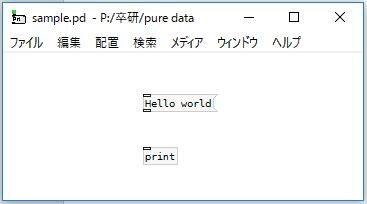 sample.pd - P:/卒研/pure data
ファイル 編集 配置 検索 メディア ウィンドウ ヘルプ
Hello world
print